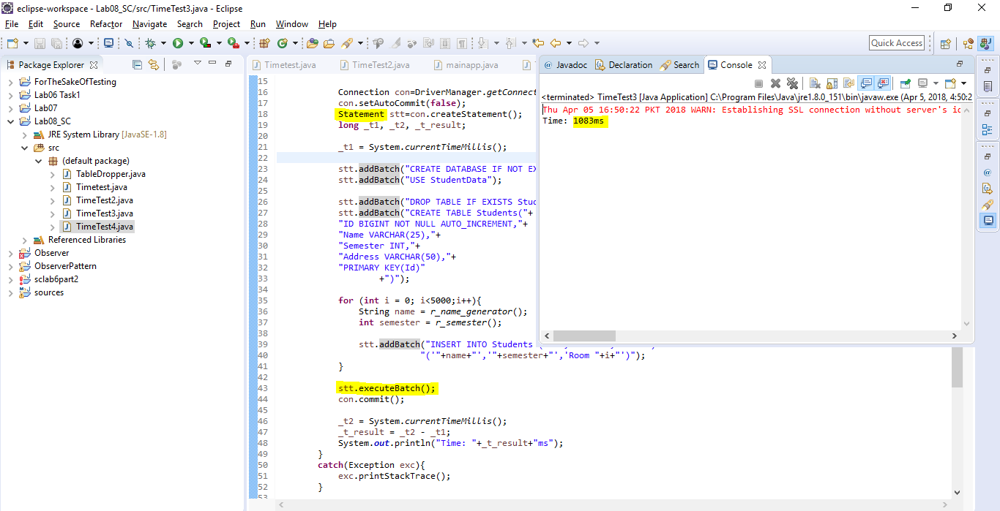 eclipse-workspace - Lab08_SC/src/TimeTest3.java - Eclipse
File Edit Source Refactor Navigate Search Project Run Window Help
Quick Access
Package Explorer
ForTheSakeOfTesting
Lab06 Task1
Lab07
Lab08_SC
JRE System Library [JavaSE-1.8]
src
(default package)
TableDropper.java
Timetest.java
TimeTest2.java
TimeTest3.java
TimeTest4.java
Referenced Libraries
Observer
ObserverPattern
sclab6part2
sources
Timetest.java TimeTest2.java mainapp.java
15
16 Connection con=DriverManager.getConnect
17 con.setAutoCommit(false);
18 Statement stt=con.createStatement();
19 long _t1, _t2, _t_result;
20
21 _t1 = System.currentTimeMillis();
22
23 stt.addBatch("CREATE DATABASE IF NOT EX
24 stt.addBatch("USE StudentData");
25
26 stt.addBatch("DROP TABLE IF EXISTS Stud
27 stt.addBatch("CREATE TABLE Students("+
28 "ID BIGINT NOT NULL AUTO_INCREMENT,"+
29 "Name VARCHAR(25),"+
30 "Semester INT,"+
31 "Address VARCHAR(50),"+
32 "PRIMARY KEY(Id)"
33 +")");
34
35 for (int i = 0; i<5000;i++){
36 String name = r_name_generator();
37 int semester = r_semester();
38
39 stt.addBatch("INSERT INTO Students
40 "('"+name+"','"+semester+"','Room "+i+"')");
41 }
42
43 stt.executeBatch();
44 con.commit();
45
46 _t2 = System.currentTimeMillis();
47 _t_result = _t2 - _t1;
48 System.out.println("Time: "+_t_result+"ms");
49 }
50 catch(Exception exc){
51 exc.printStackTrace();
52 }
53
@ Javadoc Declaration Search Console
<terminated> TimeTest3 [Java Application] C:\Program Files\Java\jre1.8.0_151\bin\javaw.exe (Apr 5, 2018, 4:50:2
Thu Apr 05 16:50:22 PKT 2018 WARN: Establishing SSL connection without server's id
Time: 1083ms